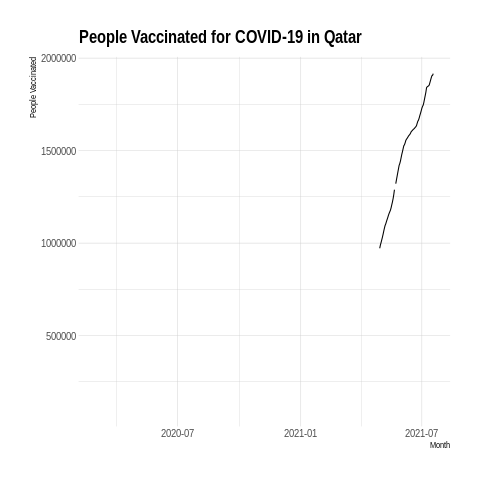 People Vaccinated for COVID-19 in Qatar
People Vaccinated
2000000
1500000
1000000
500000
2020-07
2021-01
2021-07
Month